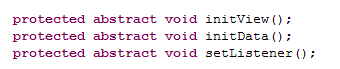 protected abstract void initView();
protected abstract void initData();
protected abstract void setListener();